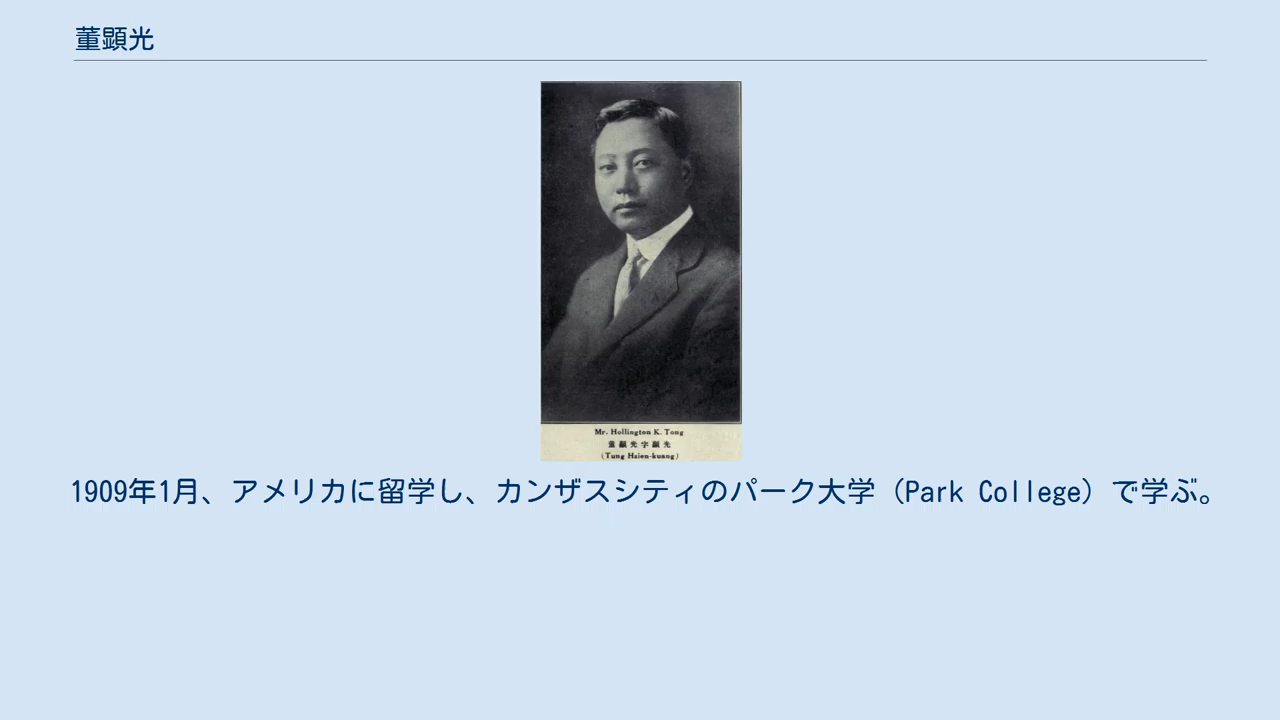 董顕光
Mr. Hollington K. Tong
董顯光字顯光
(Tung Hsien-kuang)
1909年1月、アメリカに留学し、カンザスシティのパーク大学（Park College）で学ぶ。